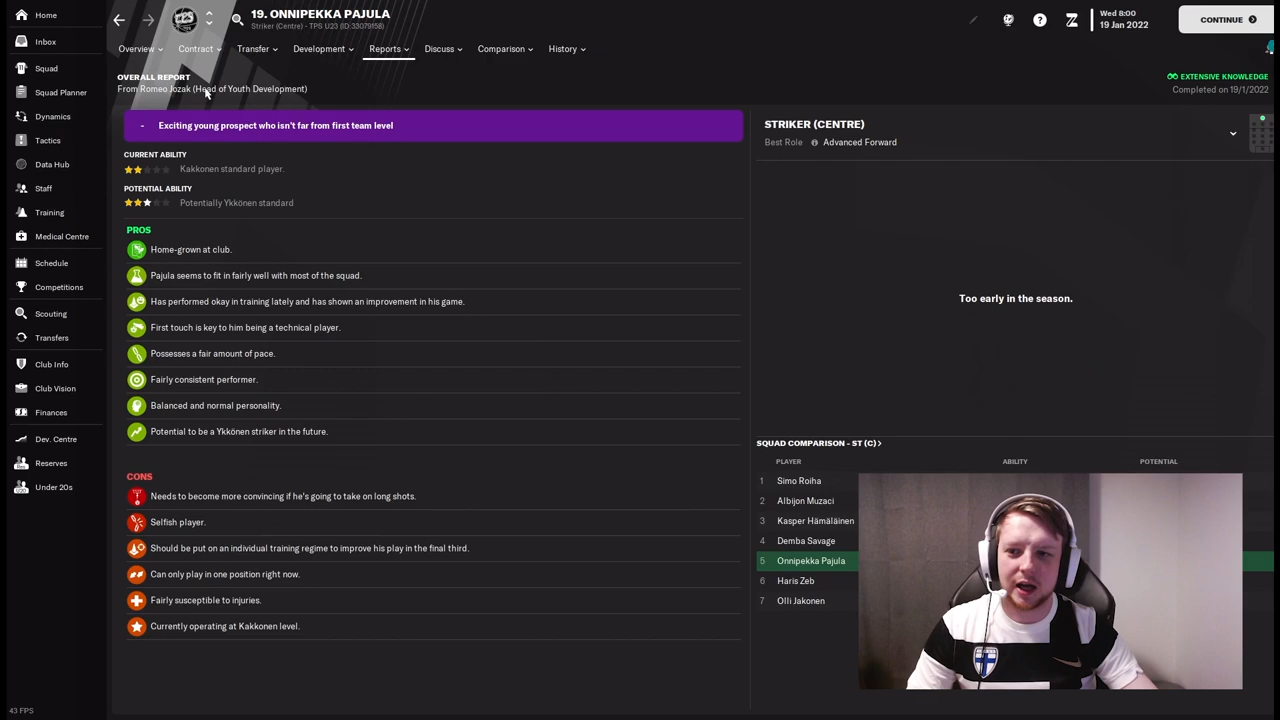 Home
Inbox
Squad
Squad Planner
Dynamics
Tactics
Data Hub
Staff
Training
Medical Centre
Schedule
Competitions
Scouting
Transfers
Club Info
Club Vision
Finances
Dev. Centre
Reserves
Under 20s
43 FPS
19. ONNIPEKKA PAJULA
Striker (Centre) - TPS U23 (ID: 33079158)
Wed 8:00
19 Jan 2022
CONTINUE
Overview
Contract
Transfer
Development
Reports
Discuss
Comparison
History
OVERALL REPORT
From Romeo Jozak (Head of Youth Development)
EXTENSIVE KNOWLEDGE
Completed on 19/1/2022
- Exciting young prospect who isn't far from first team level
CURRENT ABILITY
Kakkonen standard player.
POTENTIAL ABILITY
Potentially Ykkönen standard
PROS
Home-grown at club.
Pajula seems to fit in fairly well with most of the squad.
Has performed okay in training lately and has shown an improvement in his game.
First touch is key to him being a technical player.
Possesses a fair amount of pace.
Fairly consistent performer.
Balanced and normal personality.
Potential to be a Ykkönen striker in the future.
CONS
Needs to become more convincing if he's going to take on long shots.
Selfish player.
Should be put on an individual training regime to improve his play in the final third.
Can only play in one position right now.
Fairly susceptible to injuries.
Currently operating at Kakkonen level.
STRIKER (CENTRE)
Best Role Advanced Forward
Too early in the season.
SQUAD COMPARISON - ST (C) >
PLAYER ABILITY POTENTIAL
1 Simo Roiha
2 Albijon Muzaci
3 Kasper Hämäläinen
4 Demba Savage
5 Onnipekka Pajula
6 Haris Zeb
7 Olli Jakonen